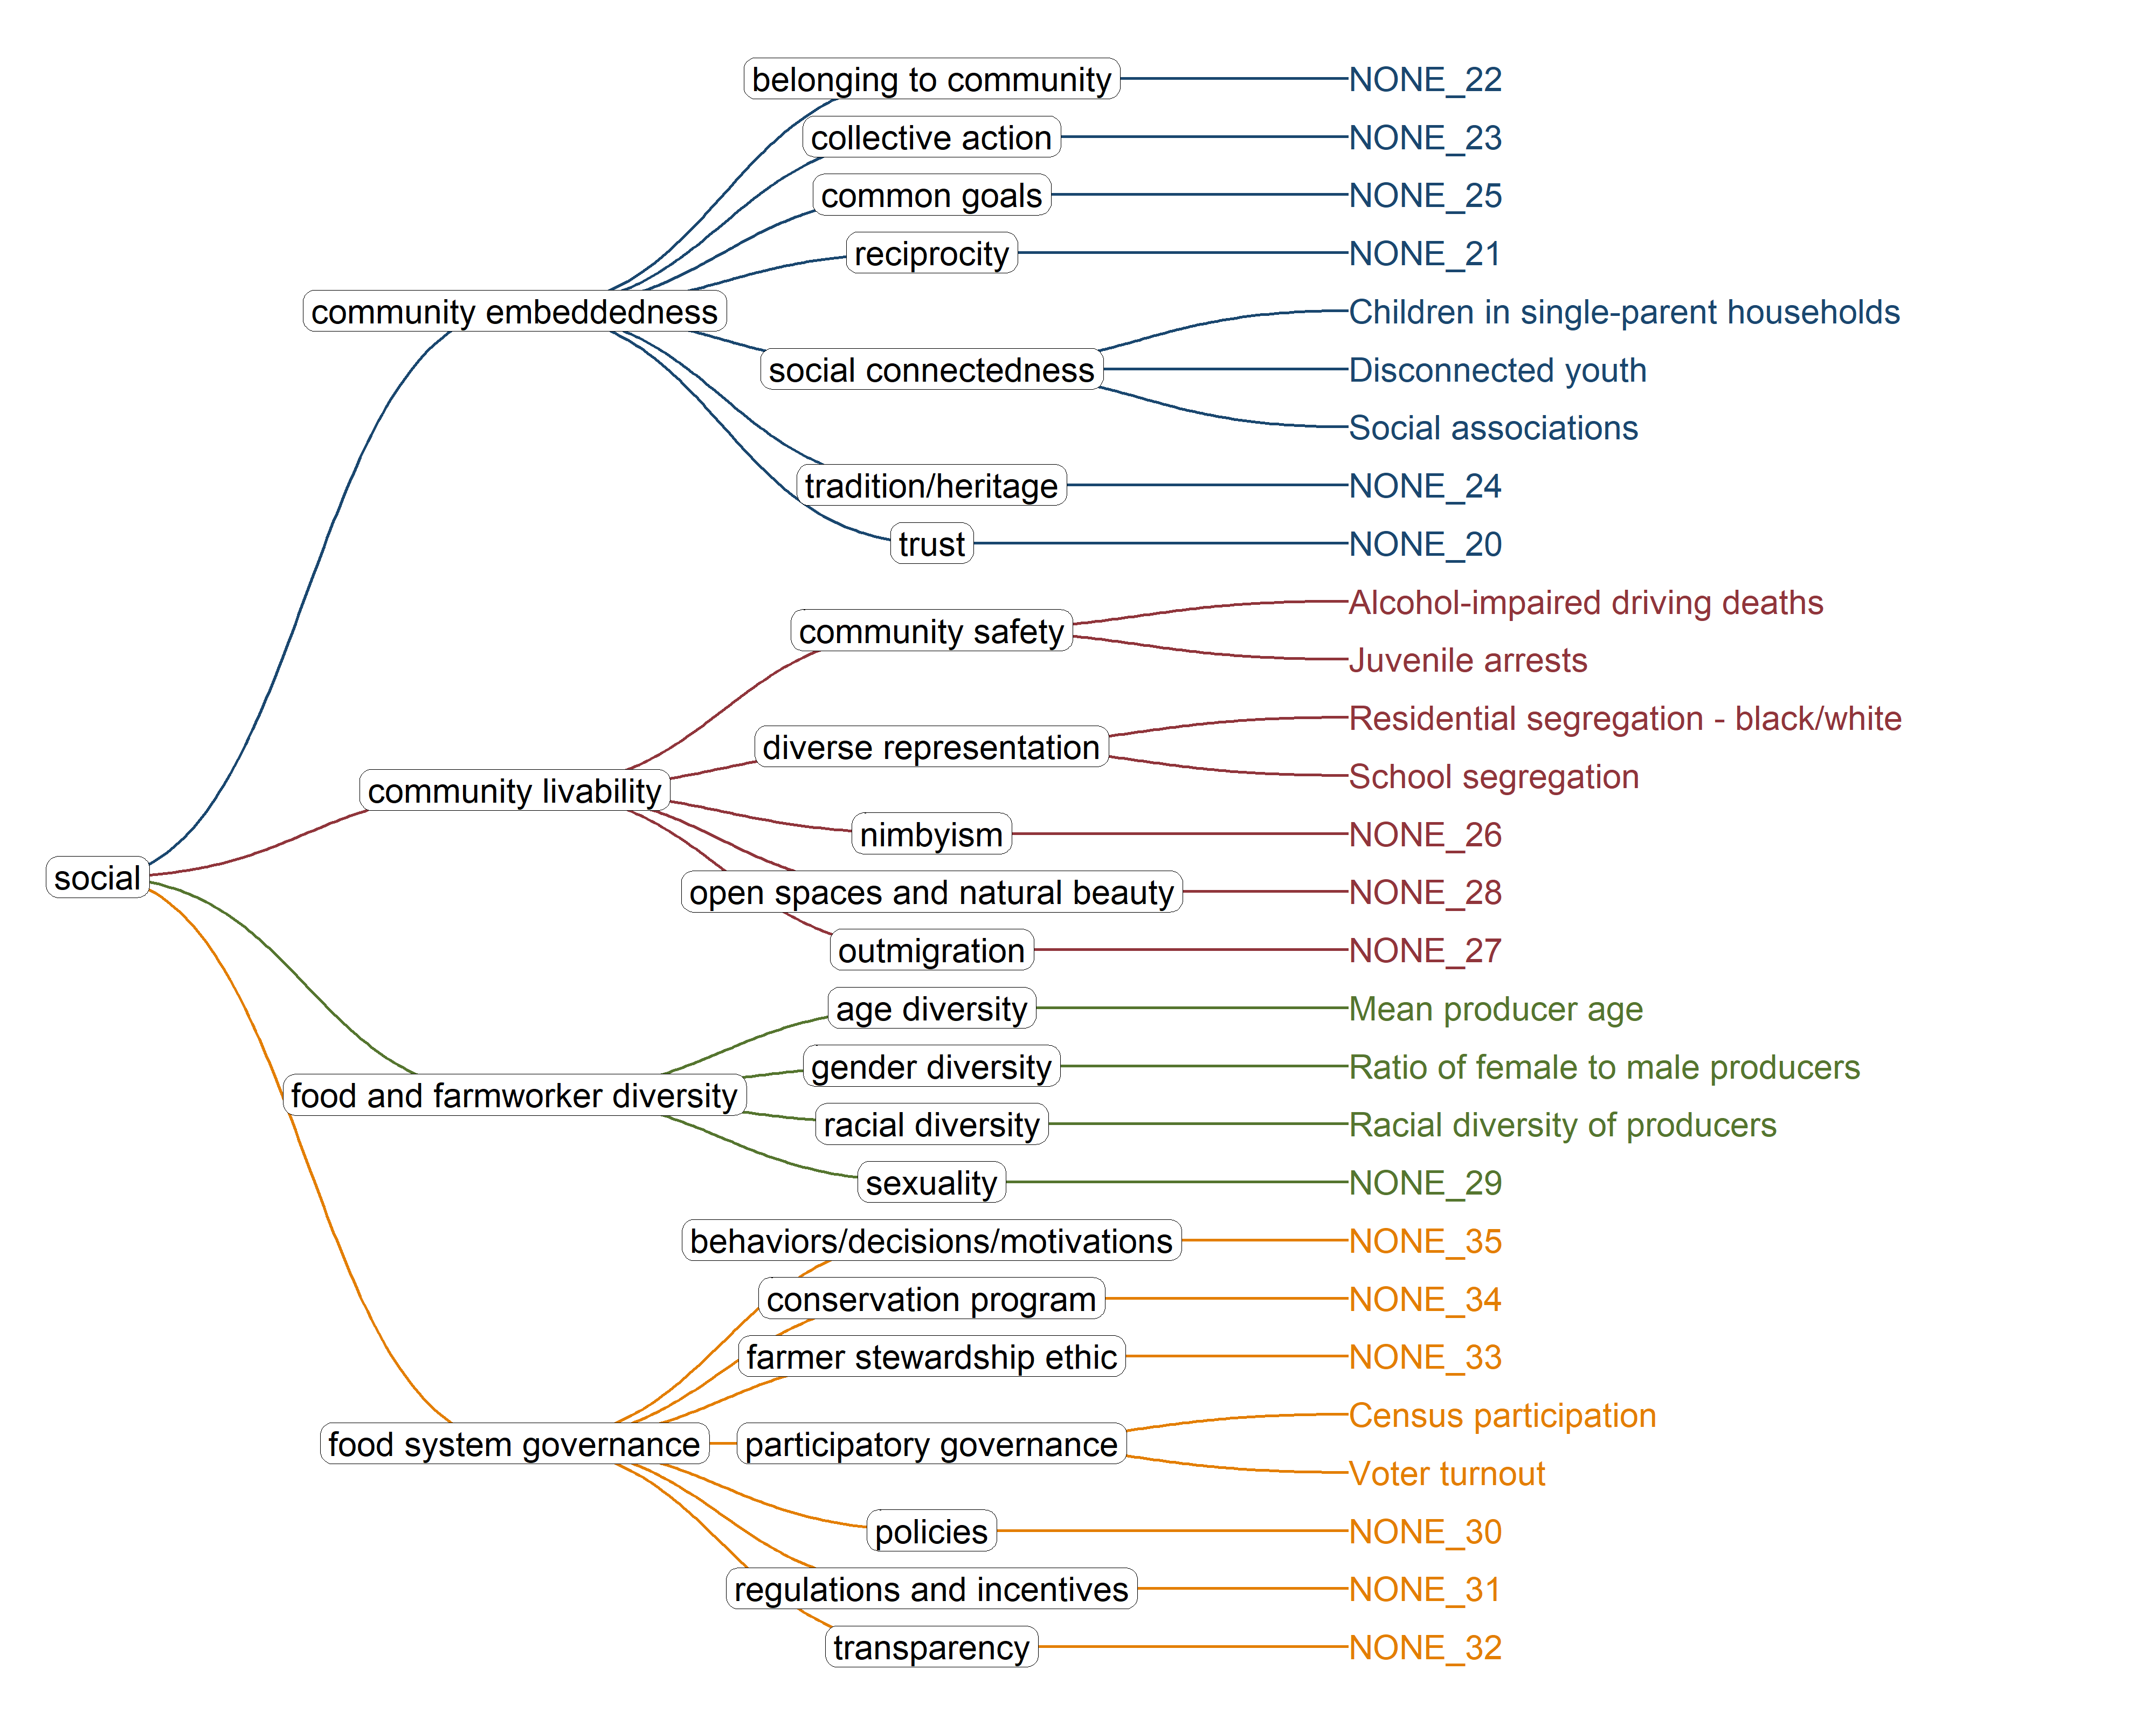 belonging to community NONE_22
collective action NONE_23
common goals NONE_25
reciprocity NONE_21
community embeddedness Children in single-parent households
social connectedness Disconnected youth
Social associations
tradition/heritage NONE_24
trust NONE_20
Alcohol-impaired driving deaths
community safety
Juvenile arrests
Residential segregation - black/white
diverse representation
School segregation
community livability
nimbyism NONE_26
social
open spaces and natural beauty NONE_28
outmigration NONE_27
age diversity Mean producer age
gender diversity Ratio of female to male producers
food and farmworker diversity
racial diversity Racial diversity of producers
sexuality NONE_29
behaviors/decisions/motivations NONE_35
conservation program NONE_34
farmer stewardship ethic NONE_33
Census participation
food system governance participatory governance
Voter turnout
policies NONE_30
regulations and incentives NONE_31
transparency NONE_32